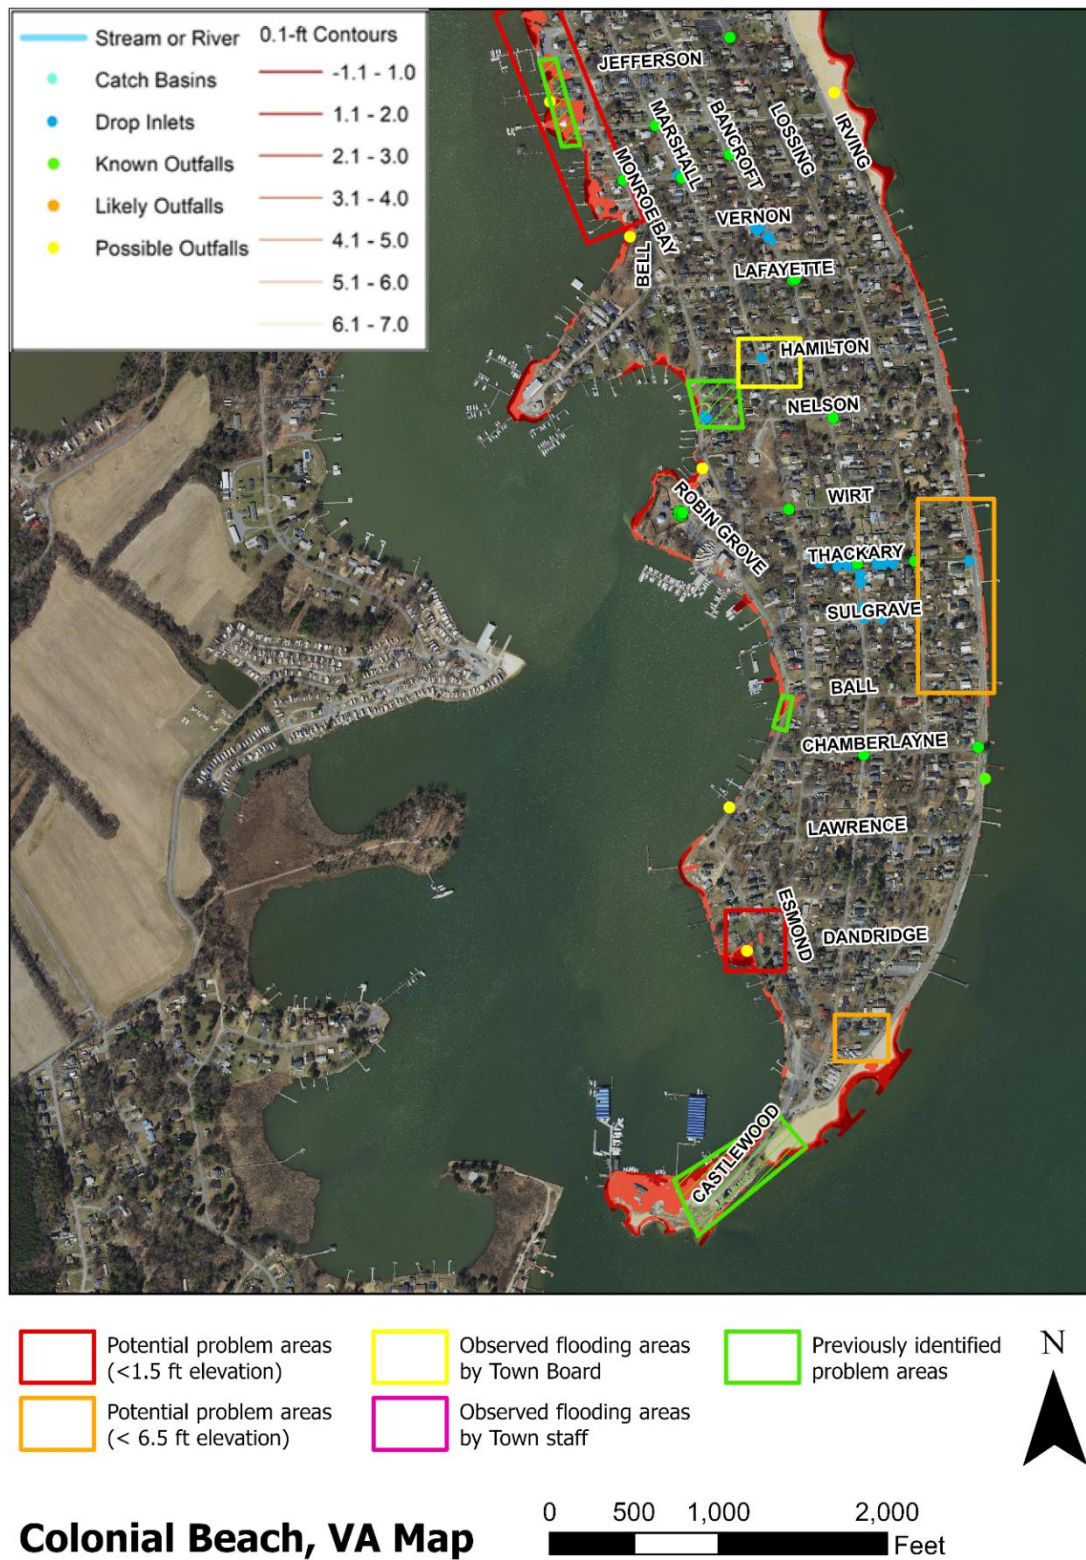 Stream or River
Catch Basins
Drop Inlets
Known Outfalls
Likely Outfalls
Possible Outfalls
0.1-ft Contours
-1.1 - 1.0
1.1 - 2.0
2.1 - 3.0
3.1 - 4.0
4.1 - 5.0
5.1 - 6.0
6.1 - 7.0
JEFFERSON
MARSHALL
BANCROFT
LOSSING
IRVING
MONROE BAY
BELL
VERNON
LAFAYETTE
HAMILTON
NELSON
WIRT
ROBIN GROVE
THACKARY
SULGRAVE
BALL
CHAMBERLAYNE
LAWRENCE
ESMOND
DANDRIDGE
CASTLEWOOD
Potential problem areas
(<1.5 ft elevation)
Potential problem areas
(< 6.5 ft elevation)
Observed flooding areas
by Town Board
Observed flooding areas
by Town staff
Previously identified
problem areas
N
Colonial Beach, VA Map
0 500 1,000 2,000
Feet